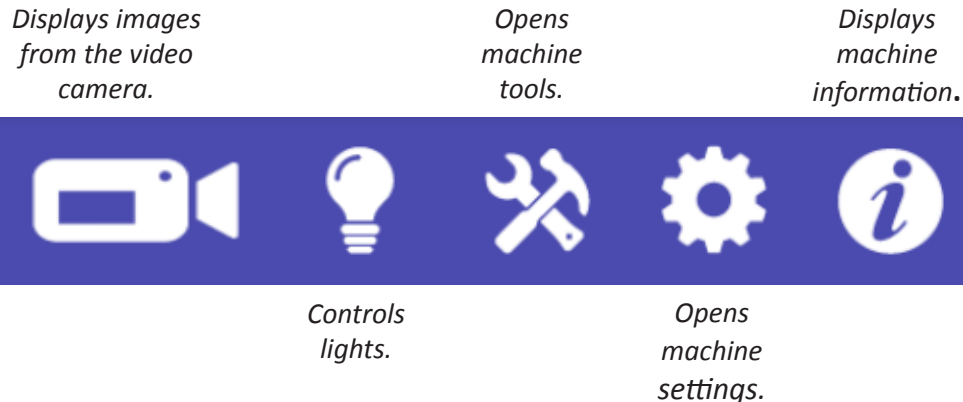 Displays images
from the video
camera.
Opens
machine
tools.
Displays
machine
information.
Controls
lights.
Opens
machine
settings.